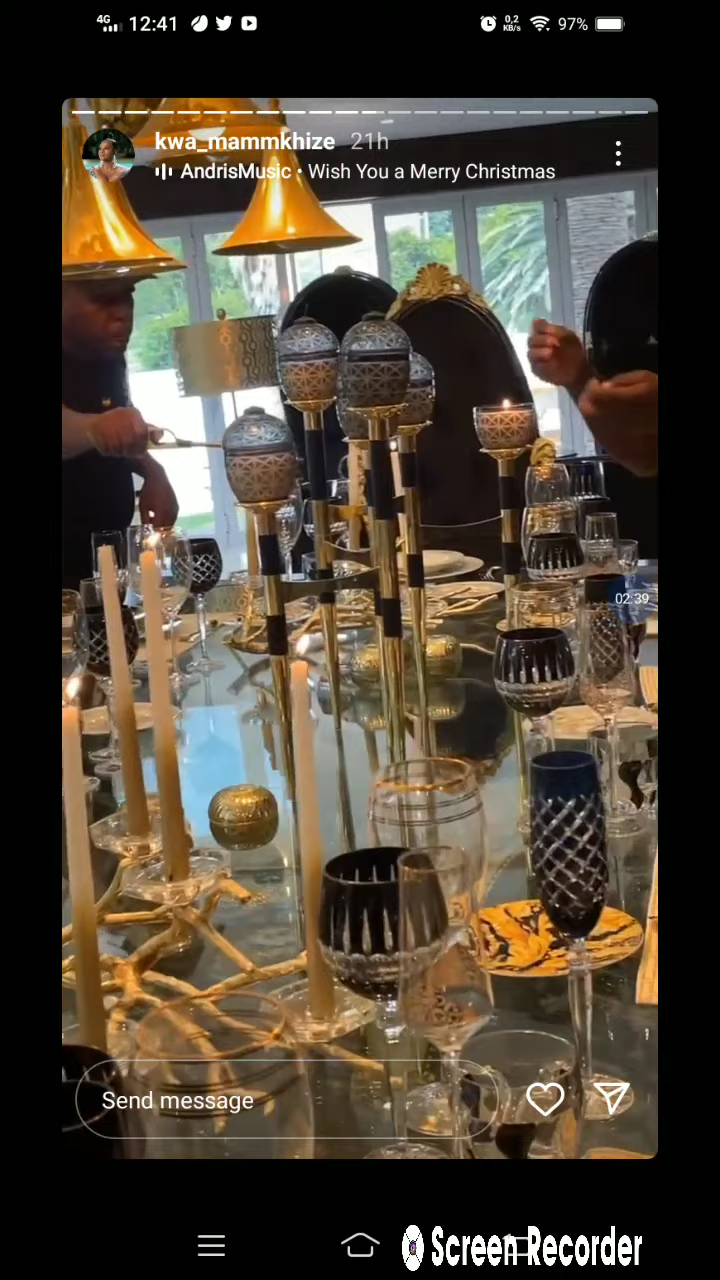 4G 12:41 0,2 KB/s 97%
kwa_mammkhize 21h
AndrisMusic • Wish You a Merry Christmas
02:39
Send message
Screen Recorder